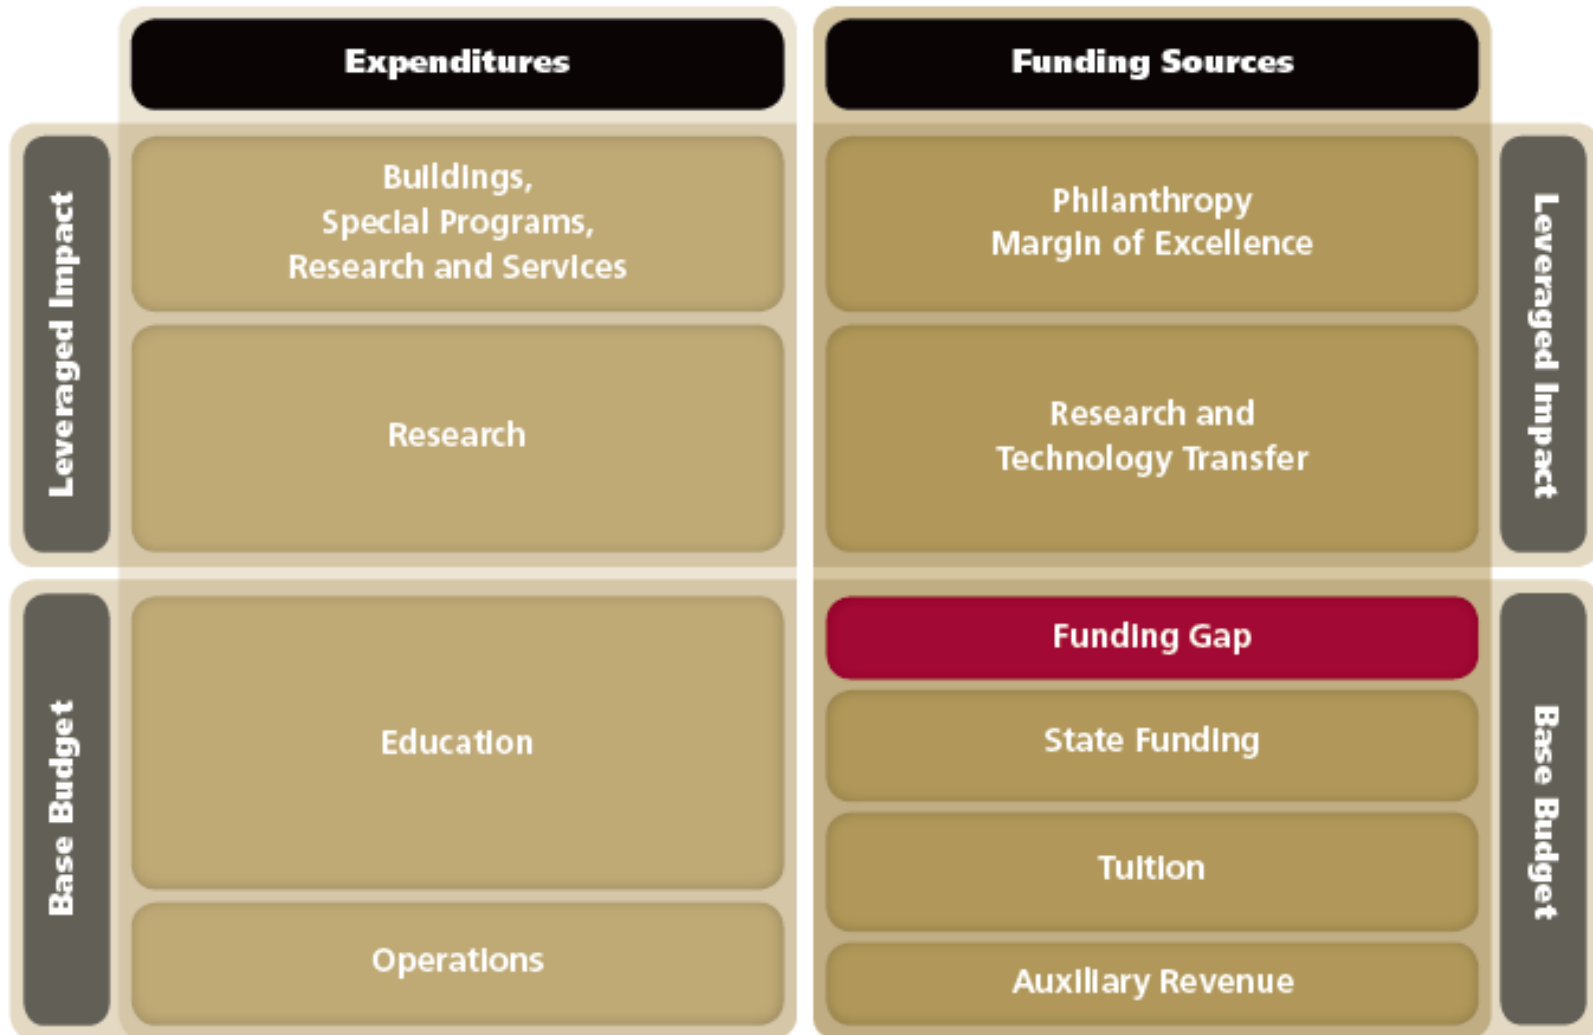 Expenditures
Funding Sources
Leveraged Impact
Buildings,
Special Programs,
Research and Services
Philanthropy
Margin of Excellence
Leveraged Impact
Research
Research and
Technology Transfer
Base Budget
Education
Funding Gap
State Funding
Base Budget
Tuition
Operations
Auxiliary Revenue